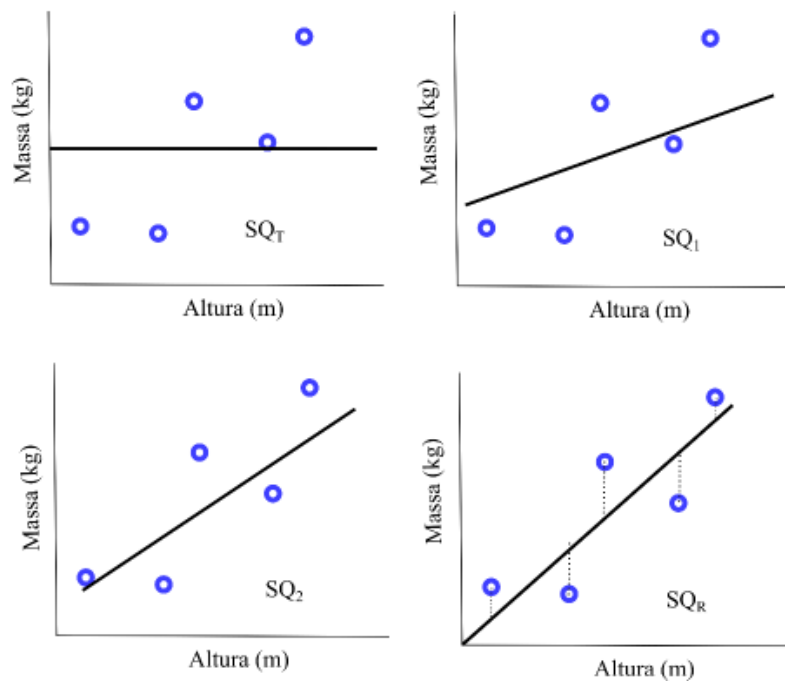 Massa (kg)
SQ_T
Altura (m)
Massa (kg)
SQ_1
Altura (m)
Massa (kg)
SQ_2
Altura (m)
Massa (kg)
SQ_R
Altura (m)